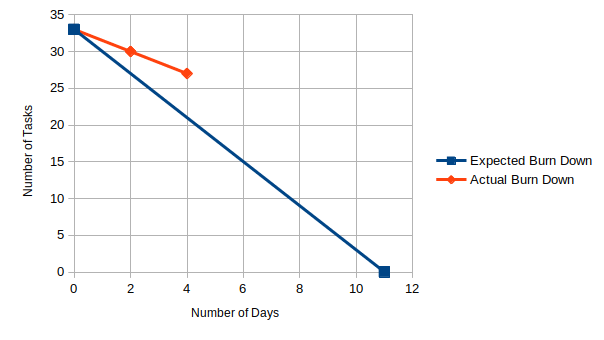 35
30
25
20
15
10
5
0
0 2 4 6 8 10 12
Number of Tasks
Number of Days
Expected Burn Down
Actual Burn Down